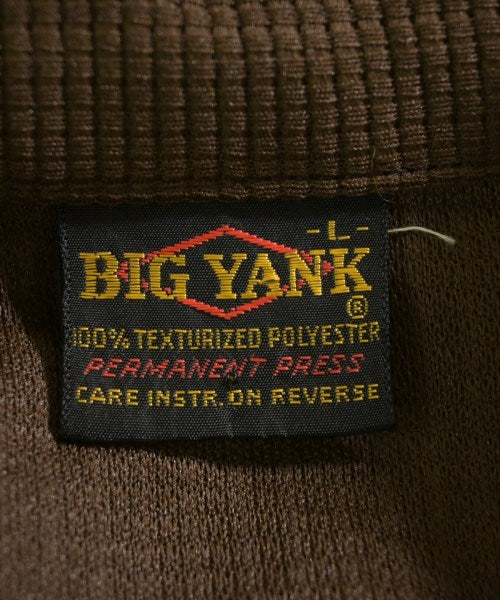 -L-
BIG YANK
®
100% TEXTURIZED POLYESTER
PERMANENT PRESS
CARE INSTR. ON REVERSE